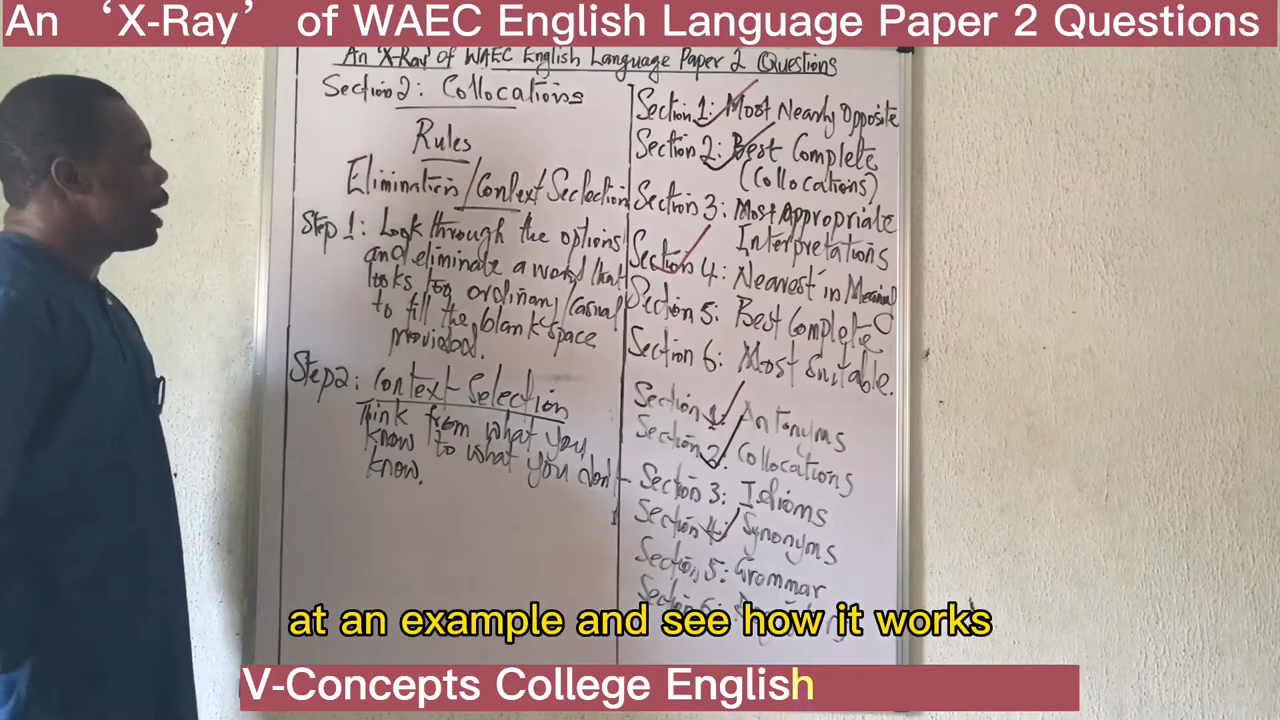 An ‘X-Ray’ of WAEC English Language Paper 2 Questions
An 'X-Ray' of WAEC English Language Paper 2 Questions
Section 2: Collocations
Rules
Elimination/Context Seclection
Step 1: Look through the options
and eliminate a word that
looks too ordinary/casual
to fill the blank space
provided.
Step 2: Context Selection
Think from what you
know to what you don't
know.
Section 1: Most Nearly Opposite
Section 2: Best Complete
(Collocations)
Section 3: Most Appropriate
Interpretations
Section 4: Nearest in Meaning
Section 5: Best Complete
Section 6: Most Suitable.
Section 1: Antonyms
Section 2: Collocations
Section 3: Idioms
Section 4: Synonyms
Section 5: Grammar
Section 6:
at an example and see how it works
V-Concepts College English